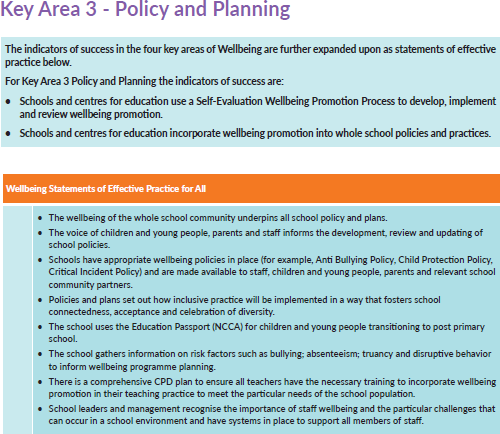 Key Area 3 - Policy and Planning
The indicators of success in the four key areas of Wellbeing are further expanded upon as statements of effective
practice below.
For Key Area 3 Policy and Planning the indicators of success are:
• Schools and centres for education use a Self-Evaluation Wellbeing Promotion Process to develop, implement
and review wellbeing promotion.
• Schools and centres for education incorporate wellbeing promotion into whole school policies and practices.
Wellbeing Statements of Effective Practice for All
• The wellbeing of the whole school community underpins all school policy and plans.
• The voice of children and young people, parents and staff informs the development, review and updating of
school policies.
• Schools have appropriate wellbeing policies in place (for example, Anti Bullying Policy, Child Protection Policy,
Critical Incident Policy) and are made available to staff, children and young people, parents and relevant school
community partners.
• Policies and plans set out how inclusive practice will be implemented in a way that fosters school
connectedness, acceptance and celebration of diversity.
• The school uses the Education Passport (NCCA) for children and young people transitioning to post primary
school.
• The school gathers information on risk factors such as bullying; absenteeism; truancy and disruptive behavior
to inform wellbeing programme planning.
• There is a comprehensive CPD plan to ensure all teachers have the necessary training to incorporate wellbeing
promotion in their teaching practice to meet the particular needs of the school population.
• School leaders and management recognise the importance of staff wellbeing and the particular challenges that
can occur in a school environment and have systems in place to support all members of staff.